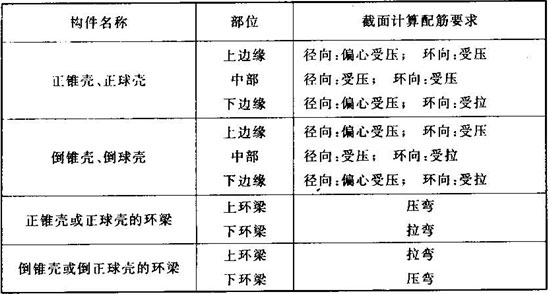 构件名称 部位 截面计算配筋要求
正锥壳、正球壳
上边缘 径向:偏心受压; 环向:受压
中部 径向:受压; 环向:受压
下边缘 径向:偏心受压; 环向:受拉
倒锥壳、倒球壳
上边缘 径向:偏心受压; 环向:受压
中部 径向:受压; 环向:受拉
下边缘 径向:偏心受压; 环向:受拉
正锥壳或正球壳的环梁
上环梁 压弯
下环梁 拉弯
倒锥壳或倒正球壳的环梁
上环梁 拉弯
下环梁 压弯